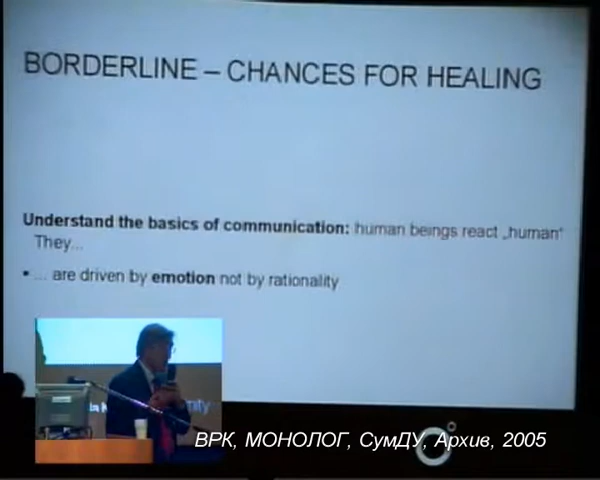 BORDERLINE – CHANCES FOR HEALING
Understand the basics of communication: human beings react „human“
They...
▪ ... are driven by emotion not by rationality
ВРК, МОНОЛОГ, СумДУ, Архив, 2005